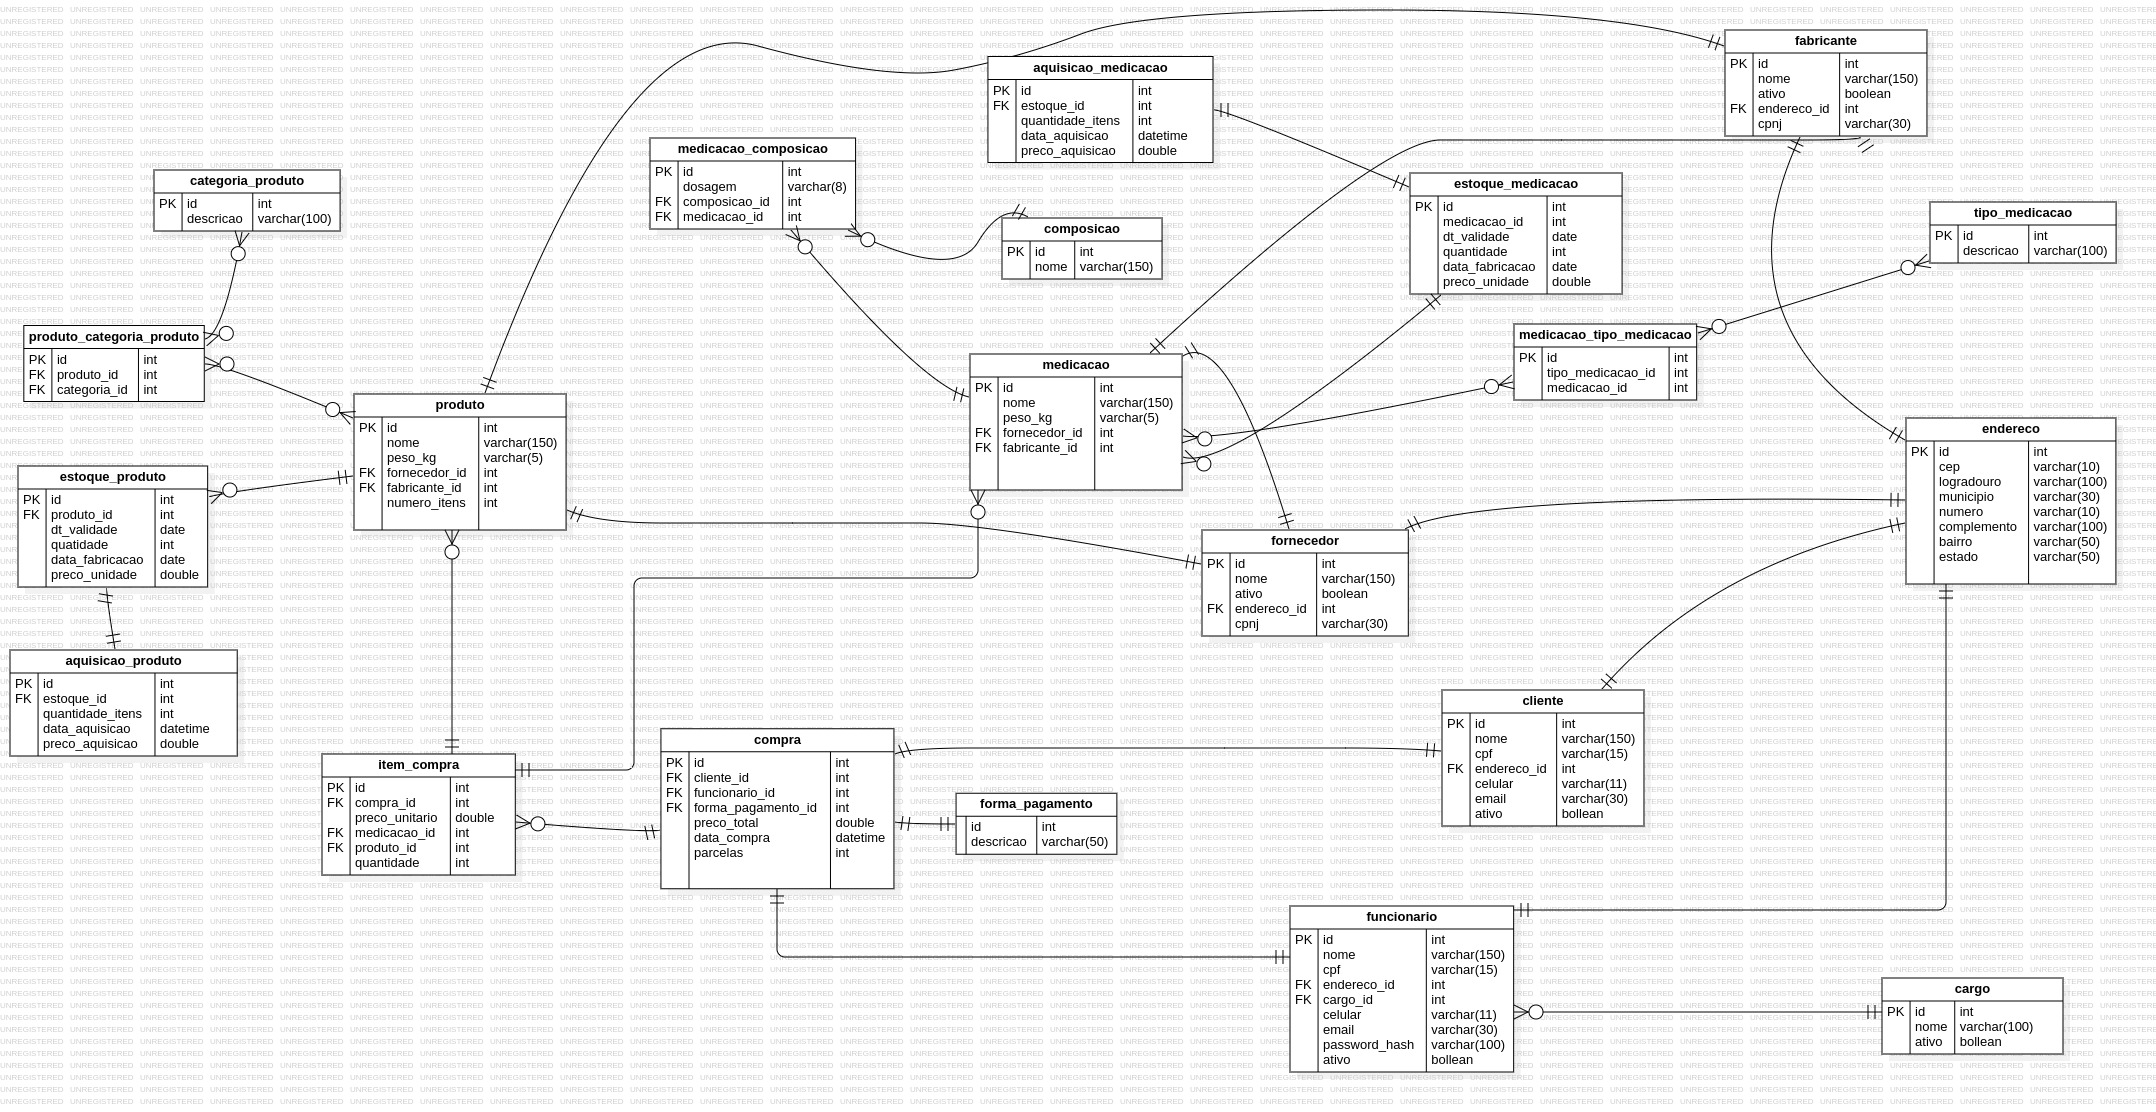 fabricante
PK id int
nome varchar(150)
ativo boolean
FK endereco_id int
cpnj varchar(30)
aquisicao_medicacao
PK id int
FK estoque_id int
quantidade_itens int
data_aquisicao datetime
preco_aquisicao double
medicacao_composicao
PK id int
dosagem varchar(8)
FK composicao_id int
FK medicacao_id int
categoria_produto
PK id int
descricao varchar(100)
estoque_medicacao
PK id int
medicacao_id int
dt_validade date
quantidade int
data_fabricacao date
preco_unidade double
tipo_medicacao
PK id int
descricao varchar(100)
composicao
PK id int
nome varchar(150)
produto_categoria_produto
PK id int
FK produto_id int
FK categoria_id int
medicacao_tipo_medicacao
PK id int
tipo_medicacao_id int
medicacao_id int
medicacao
PK id int
nome varchar(150)
peso_kg varchar(5)
FK fornecedor_id int
FK fabricante_id int
produto
PK id int
nome varchar(150)
peso_kg varchar(5)
FK fornecedor_id int
FK fabricante_id int
numero_itens int
endereco
PK id int
cep varchar(10)
logradouro varchar(100)
municipio varchar(30)
numero varchar(10)
complemento varchar(100)
bairro varchar(50)
estado varchar(50)
estoque_produto
PK id int
FK produto_id int
dt_validade date
quatidade int
data_fabricacao date
preco_unidade double
fornecedor
PK id int
nome varchar(150)
ativo boolean
FK endereco_id int
cpnj varchar(30)
aquisicao_produto
PK id int
FK estoque_id int
quantidade_itens int
data_aquisicao datetime
preco_aquisicao double
cliente
PK id int
nome varchar(150)
cpf varchar(15)
FK endereco_id int
celular varchar(11)
email varchar(30)
ativo bollean
compra
PK id int
FK cliente_id int
FK funcionario_id int
FK forma_pagamento_id int
preco_total double
data_compra datetime
parcelas int
item_compra
PK id int
FK compra_id int
preco_unitario double
FK medicacao_id int
FK produto_id int
quantidade int
forma_pagamento
id int
descricao varchar(50)
funcionario
PK id int
nome varchar(150)
cpf varchar(15)
FK endereco_id int
FK cargo_id int
celular varchar(11)
email varchar(30)
password_hash varchar(100)
ativo bollean
cargo
PK id int
nome varchar(100)
ativo bollean
UNREGISTERED